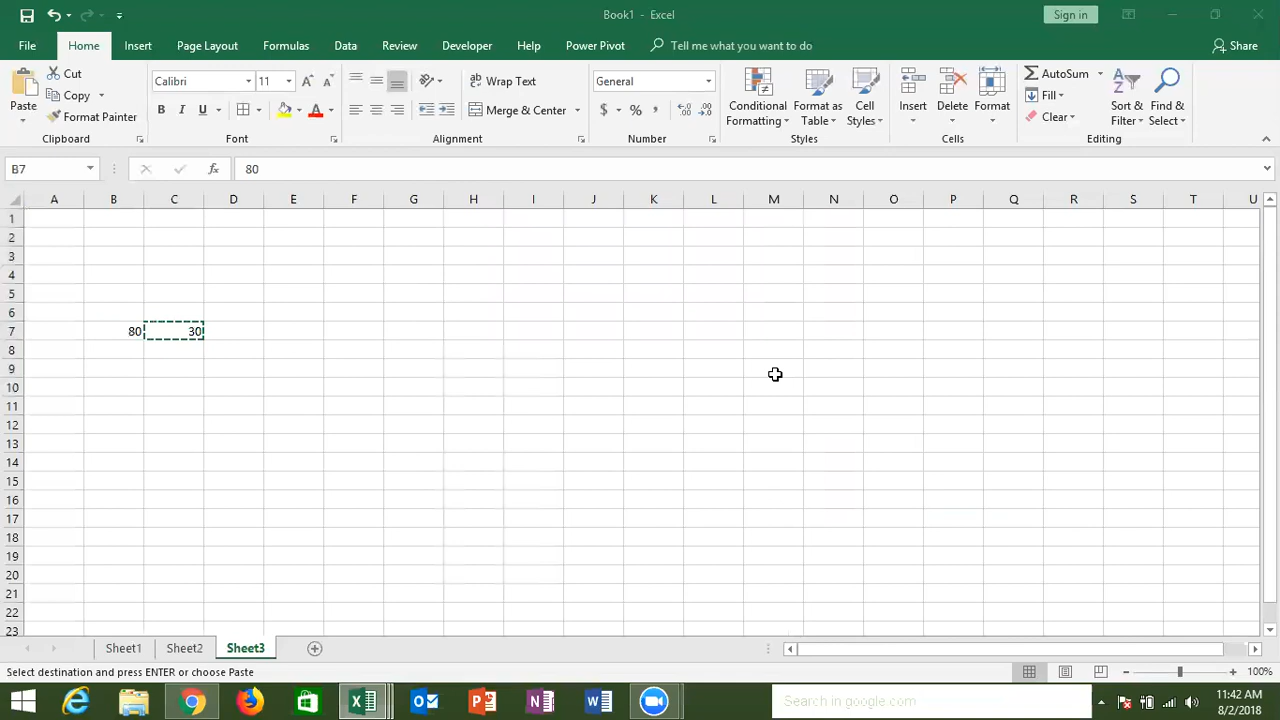 Book1 - Excel
Sign in
File Home Insert Page Layout Formulas Data Review Developer Help Power Pivot Tell me what you want to do Share
Paste
Cut
Copy
Format Painter
Clipboard
Calibri 11
B I U
Font
Wrap Text
Merge & Center
Alignment
General
$ % ,
Number
Conditional Formatting
Format as Table
Cell Styles
Styles
Insert
Delete
Format
Cells
AutoSum
Fill
Clear
Sort & Filter
Find & Select
Editing
B7 fx 80
A B C D E F G H I J K L M N O P Q R S T U
1
2
3
4
5
6
7 80 30
8
9
10
11
12
13
14
15
16
17
18
19
20
21
22
23
Sheet1 Sheet2 Sheet3
Select destination and press ENTER or choose Paste 100%
Search in google.com
11:42 AM
8/2/2018